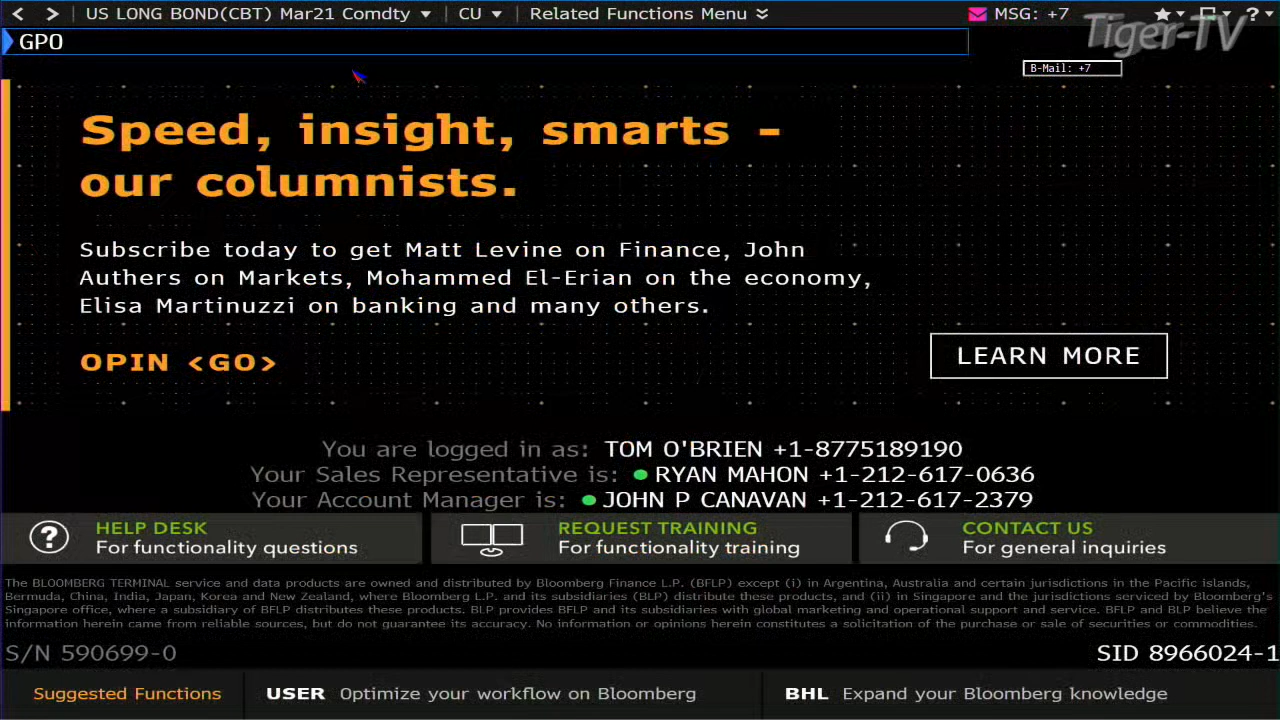 US LONG BOND(CBT) Mar21 Comdty CU Related Functions Menu MSG: +7 ?
Tiger-TV
GPO
B-Mail: +7
Speed, insight, smarts -
our columnists.
Subscribe today to get Matt Levine on Finance, John
Authers on Markets, Mohammed El-Erian on the economy,
Elisa Martinuzzi on banking and many others.
OPIN <GO>
LEARN MORE
You are logged in as: TOM O'BRIEN +1-8775189190
Your Sales Representative is: RYAN MAHON +1-212-617-0636
Your Account Manager is: JOHN P CANAVAN +1-212-617-2379
? HELP DESK
For functionality questions
REQUEST TRAINING
For functionality training
CONTACT US
For general inquiries
The BLOOMBERG TERMINAL service and data products are owned and distributed by Bloomberg Finance L.P. (BFLP) except (i) in Argentina, Australia and certain jurisdictions in the Pacific islands,
Bermuda, China, India, Japan, Korea and New Zealand, where Bloomberg L.P. and its subsidiaries (BLP) distribute these products, and (ii) in Singapore and the jurisdictions serviced by Bloomberg's
Singapore office, where a subsidiary of BFLP distributes these products. BLP provides BFLP and its subsidiaries with global marketing and operational support and service. BFLP and BLP believe the
information herein came from reliable sources, but do not guarantee its accuracy. No information or opinions herein constitutes a solicitation of the purchase or sale of securities or commodities.
S/N 590699-0
SID 8966024-1
Suggested Functions USER Optimize your workflow on Bloomberg BHL Expand your Bloomberg knowledge